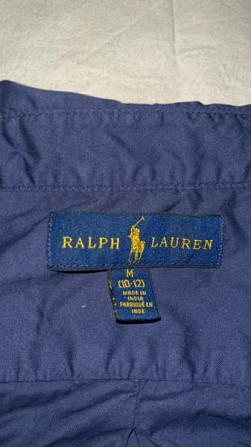 RALPH LAUREN
M
(10-12)
MADE IN
INDIA
FABRIQUÉ EN
INDE